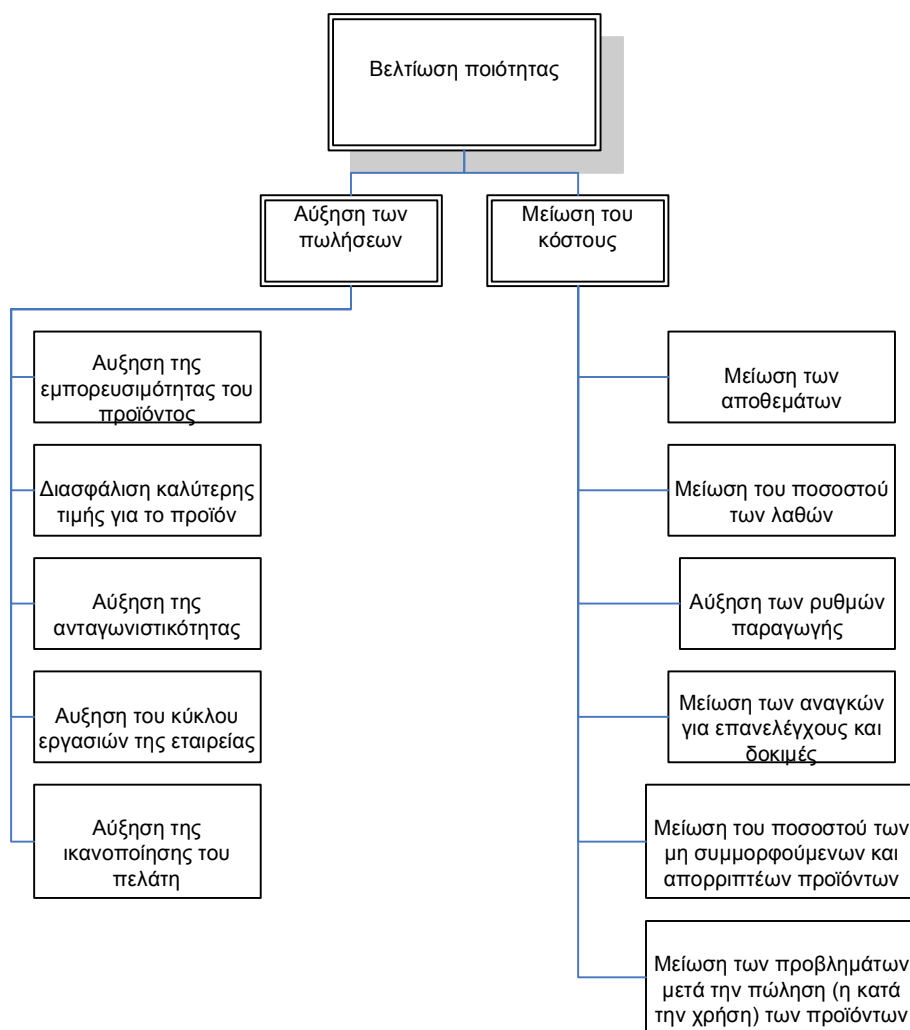 Βελτίωση ποιότητας
Αύξηση των
πωλήσεων
Μείωση του
κόστους
Αυξηση της
εμπορευσιμότητας του
προϊόντος
Διασφάλιση καλύτερης
τιμής για το προϊόν
Αύξηση της
ανταγωνιστικότητας
Αυξηση του κύκλου
εργασιών της εταιρείας
Αύξηση της
ικανοποίησης του
πελάτη
Μείωση των
αποθεμάτων
Μείωση του ποσοστού
των λαθών
Αύξηση των ρυθμών
παραγωγής
Μείωση των αναγκών
για επανελέγχους και
δοκιμές
Μείωση του ποσοστού των
μη συμμορφούμενων και
απορριπτέων προϊόντων
Μείωση των προβλημάτων
μετά την πώληση (η κατά
την χρήση) των προϊόντων